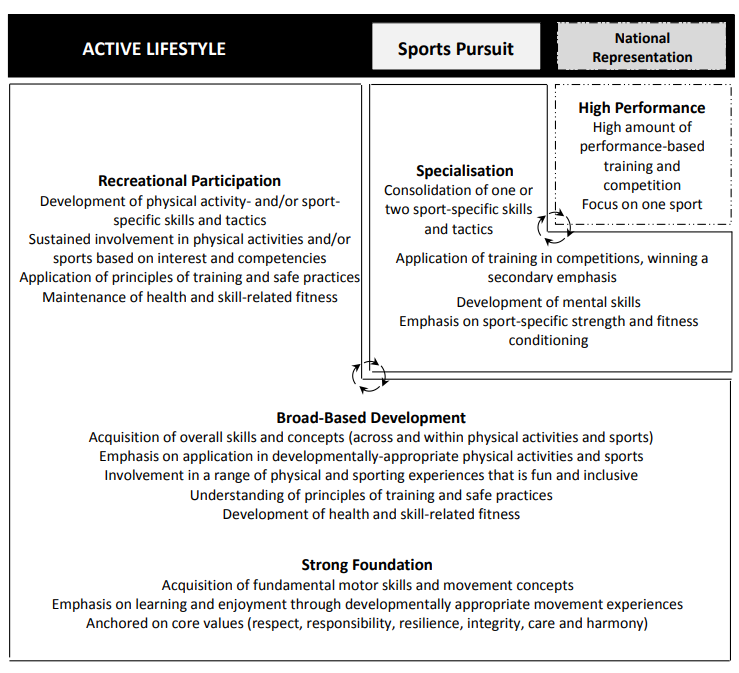 ACTIVE LIFESTYLE
Sports Pursuit
National
Representation
High Performance
High amount of
performance-based
training and
competition
Focus on one sport
Specialisation
Consolidation of one or
two sport-specific skills
and tactics
Application of training in competitions, winning a
secondary emphasis
Development of mental skills
Emphasis on sport-specific strength and fitness
conditioning
Recreational Participation
Development of physical activity- and/or sport-
specific skills and tactics
Sustained involvement in physical activities and/or
sports based on interest and competencies
Application of principles of training and safe practices
Maintenance of health and skill-related fitness
Broad-Based Development
Acquisition of overall skills and concepts (across and within physical activities and sports)
Emphasis on application in developmentally-appropriate physical activities and sports
Involvement in a range of physical and sporting experiences that is fun and inclusive
Understanding of principles of training and safe practices
Development of health and skill-related fitness
Strong Foundation
Acquisition of fundamental motor skills and movement concepts
Emphasis on learning and enjoyment through developmentally appropriate movement experiences
Anchored on core values (respect, responsibility, resilience, integrity, care and harmony)